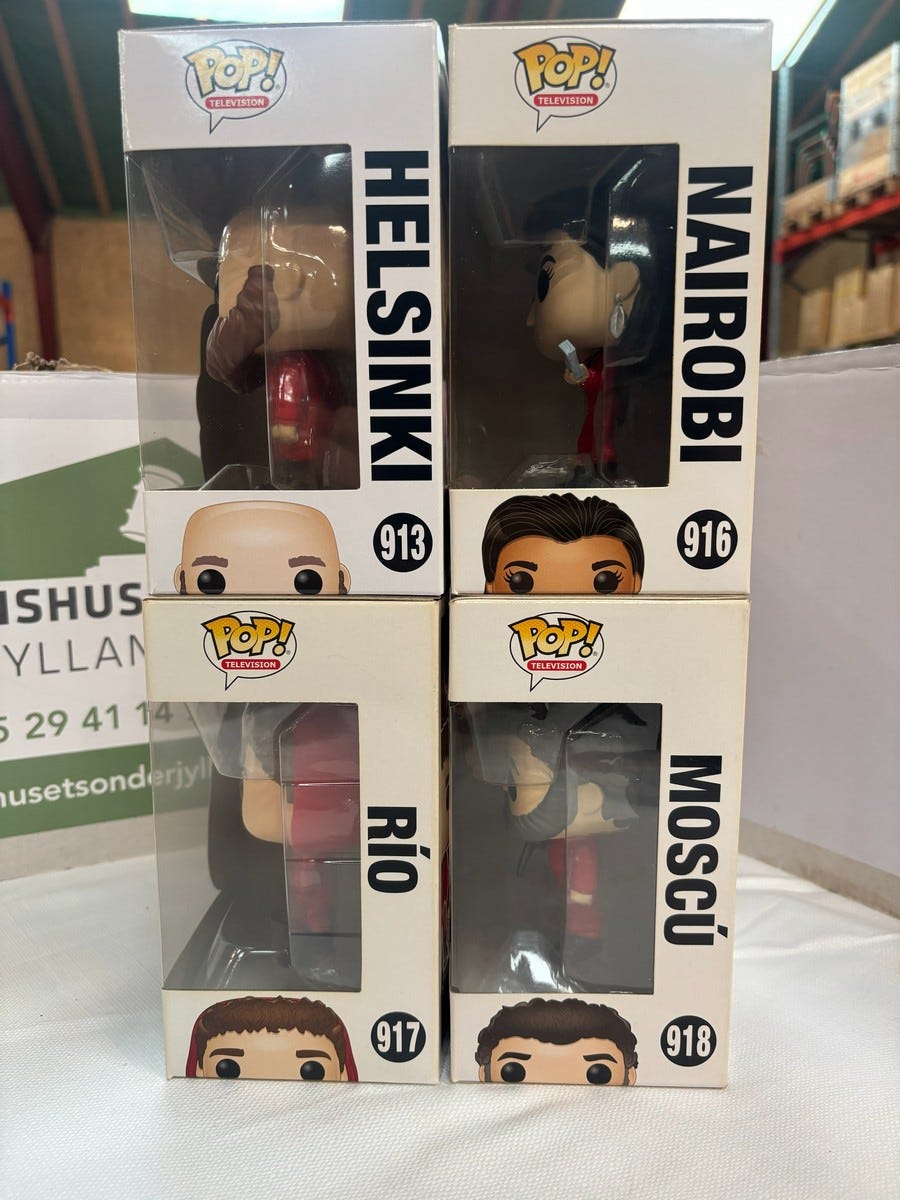 POP!
TELEVISION
HELSINKI
913
POP!
TELEVISION
NAIROBI
916
POP!
TELEVISION
RÍO
917
POP!
TELEVISION
MOSCÚ
918
ISHUS
YLLAN
5 29 41 14
usetsonderjyll